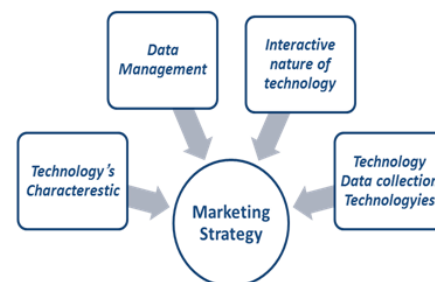 Data
Management
Interactive
nature of
technology
Technology's
Characterestic
Technology
Data collection
Technologyies
Marketing
Strategy